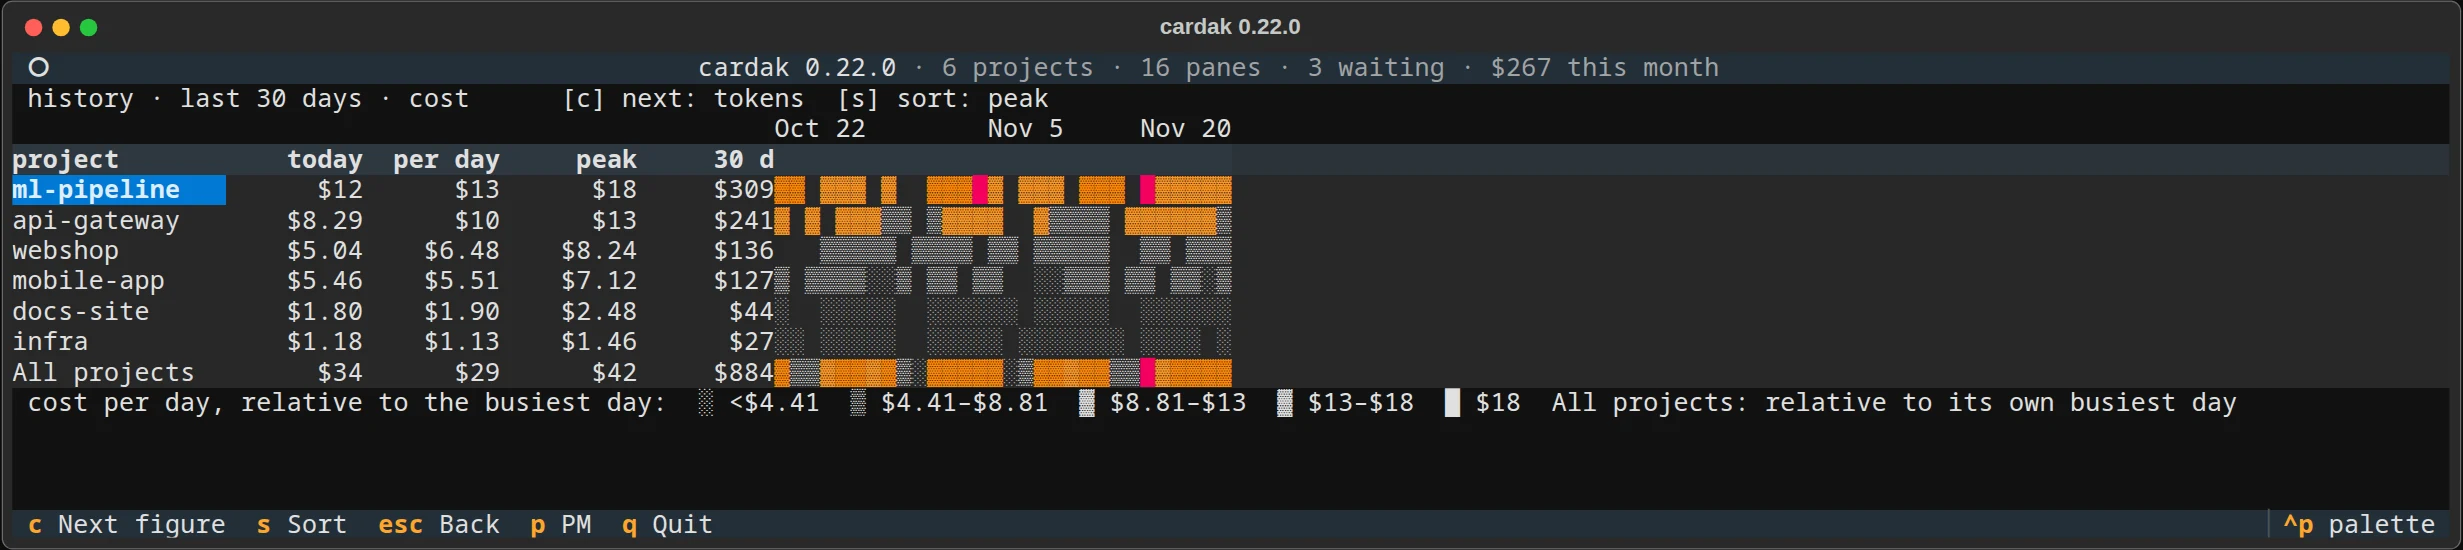 cardak 0.22.0
cardak 0.22.0 · 6 projects · 16 panes · 3 waiting · $267 this month
history · last 30 days · cost [c] next: tokens [s] sort: peak
Oct 22 Nov 5 Nov 20
project today per day peak 30 d
ml-pipeline $12 $13 $18 $309
api-gateway $8.29 $10 $13 $241
webshop $5.04 $6.48 $8.24 $136
mobile-app $5.46 $5.51 $7.12 $127
docs-site $1.80 $1.90 $2.48 $44
infra $1.18 $1.13 $1.46 $27
All projects $34 $29 $42 $884
cost per day, relative to the busiest day: ░ <$4.41 ▒ $4.41–$8.81 ▓ $8.81–$13 ▓ $13–$18 █ $18 All projects: relative to its own busiest day
c Next figure s Sort esc Back p PM q Quit ^p palette